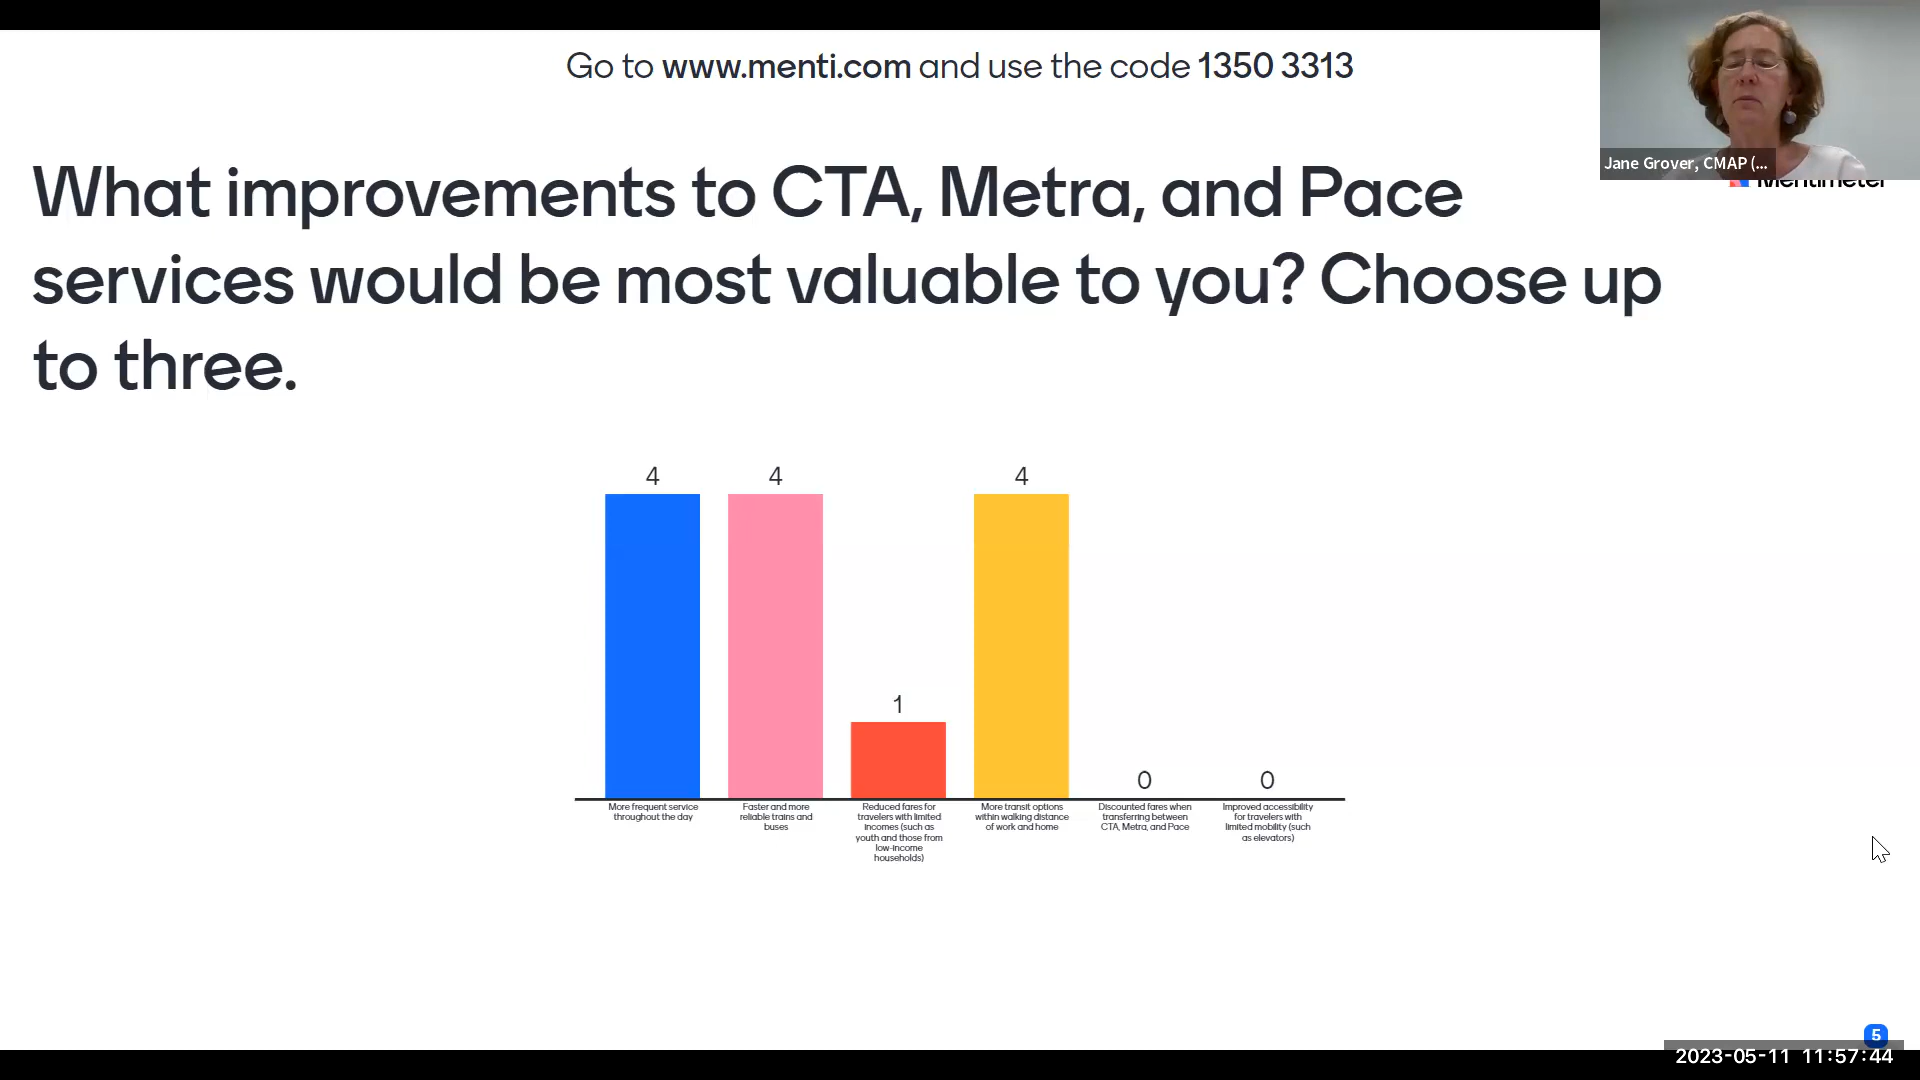 Go to www.menti.com and use the code 1350 3313
Jane Grover, CMAP (...
Mentimeter
What improvements to CTA, Metra, and Pace
services would be most valuable to you? Choose up
to three.
4
4
1
4
0
0
More frequent service
throughout the day
Faster and more
reliable trains and
buses
Reduced fares for
travelers with limited
incomes (such as
youth and those from
low-income
households)
More transit options
within walking distance
of work and home
Discounted fares when
transferring between
CTA, Metra, and Pace
Improved accessibility
for travelers with
limited mobility (such
as elevators)
5
2023-05-11 11:57:44